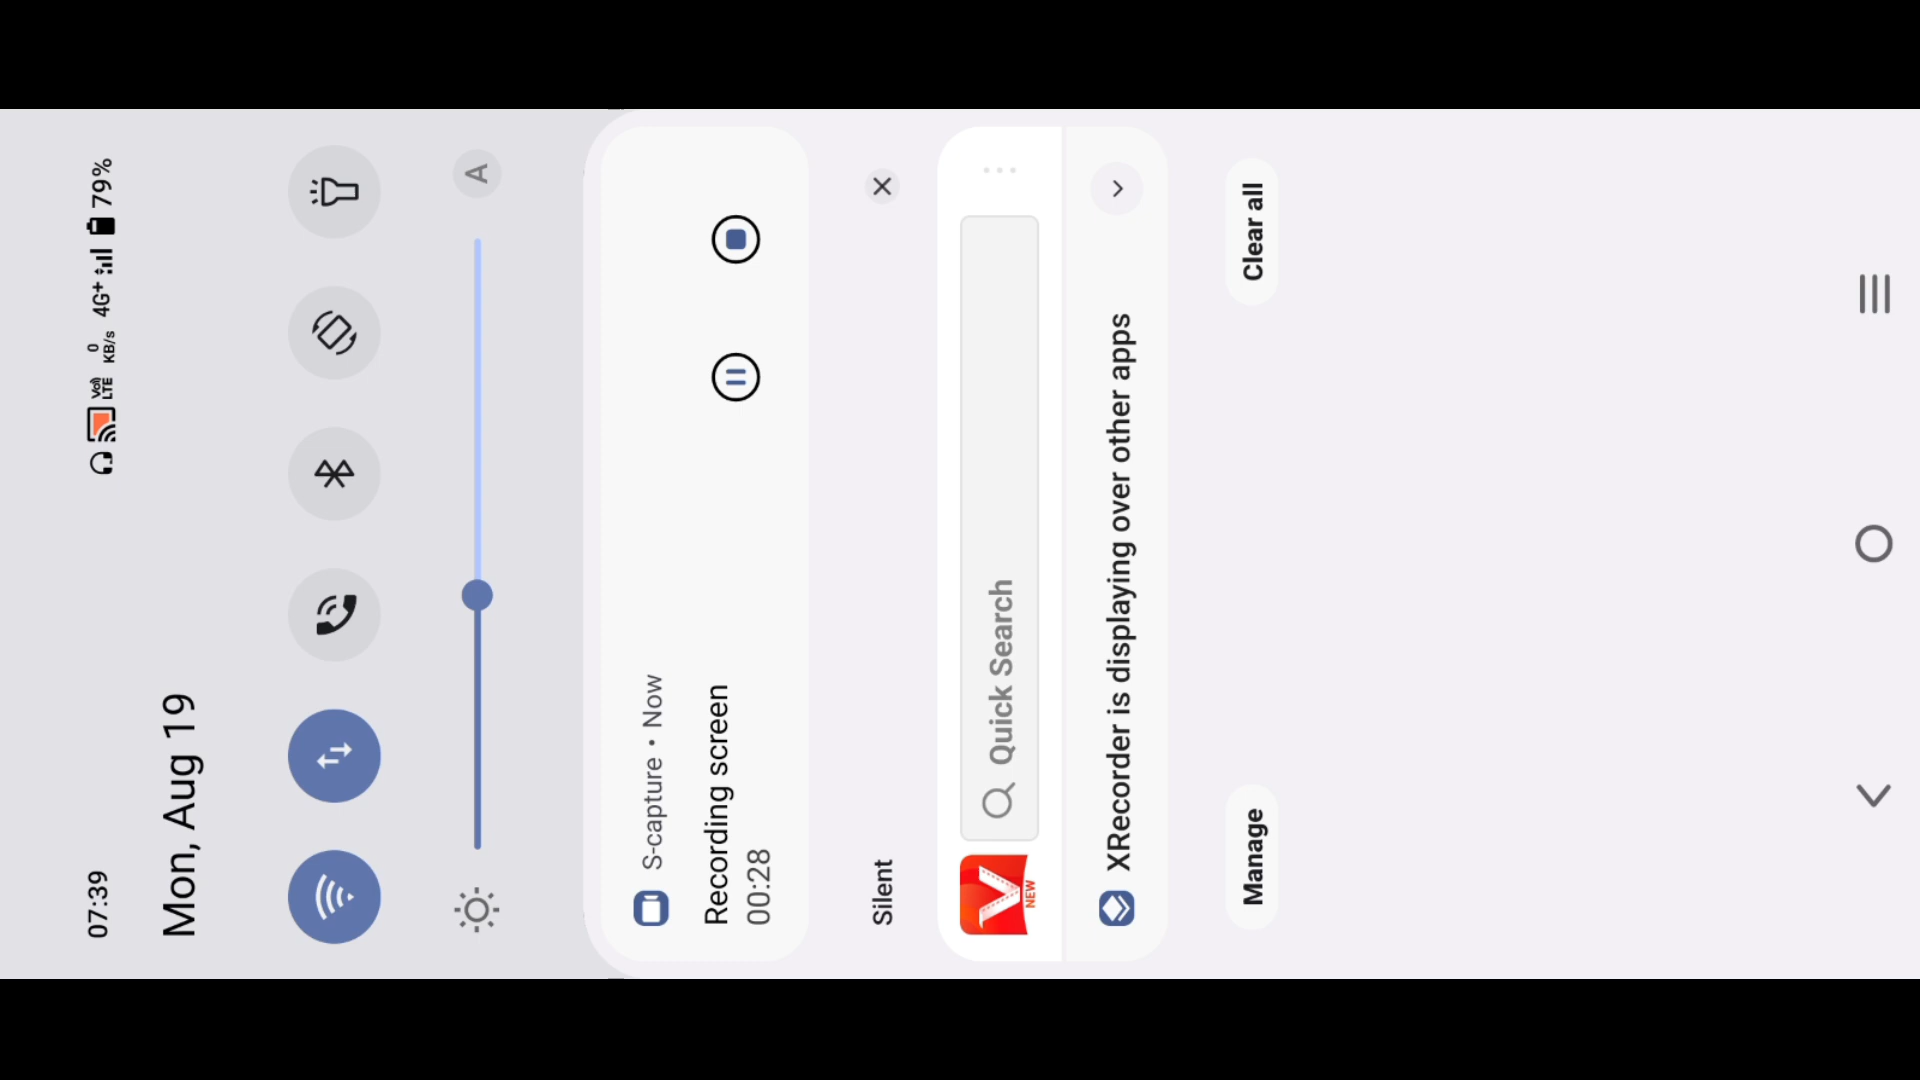 07:39
VoLTE 0 KB/s 4G+ 79%
Mon, Aug 19
A
S-capture • Now
Recording screen
00:28
Silent
Quick Search
NEW
XRecorder is displaying over other apps
Manage
Clear all